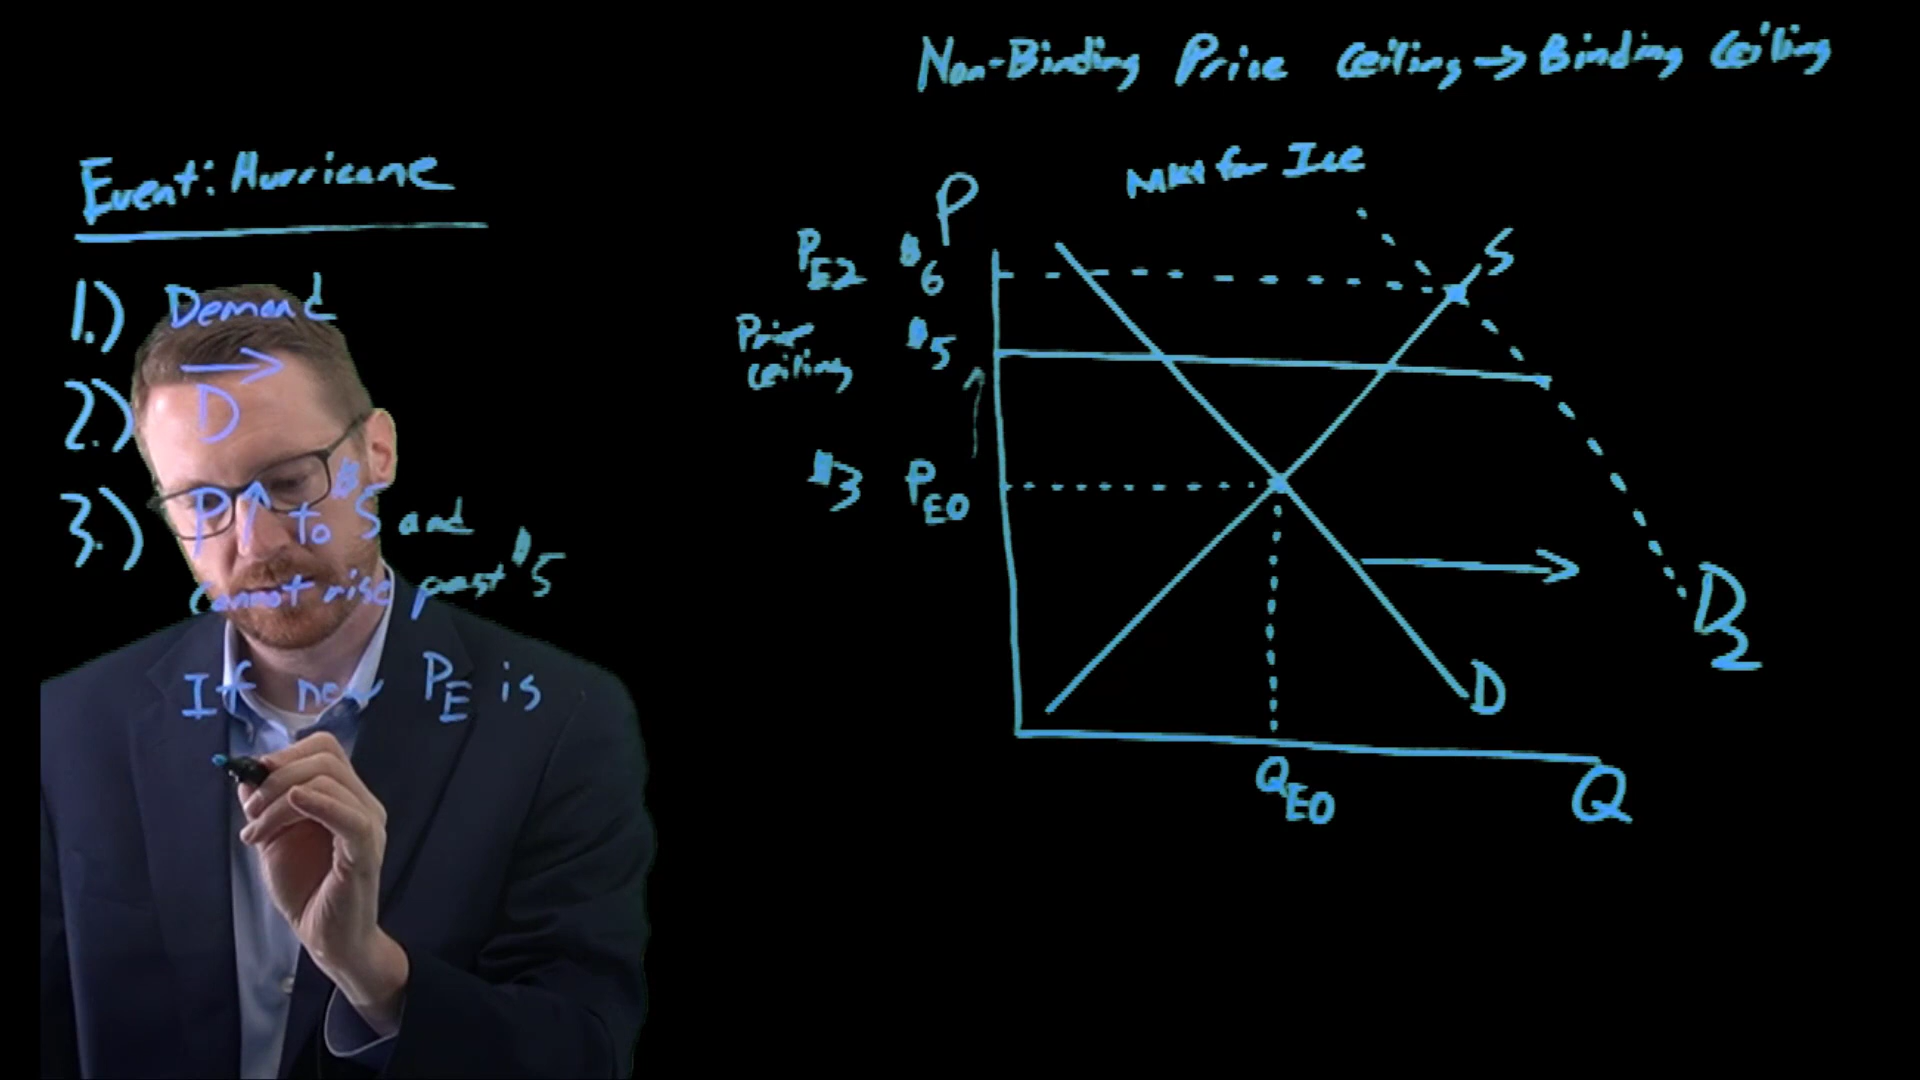 Non-Binding Price Ceiling → Binding Ceiling
Event: Hurricane
1.) Demand
2.) D →
3.) P↑ to $5 and
cannot rise past $5
If new PE is
Mkt for Ice
P
PE2 $6
Price ceiling $5
$3 PE0
S
D
D2
QE0
Q